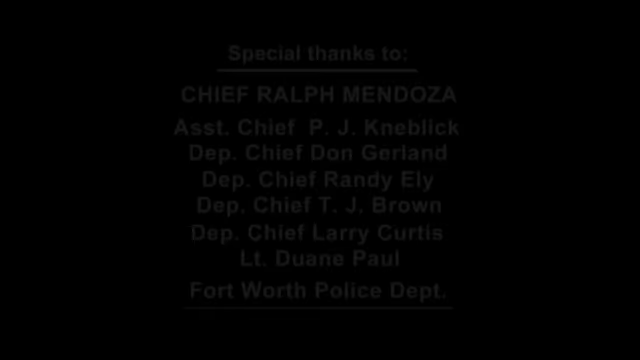 Special thanks to:
CHIEF RALPH MENDOZA
Asst. Chief P. J. Kneblick
Dep. Chief Don Gerland
Dep. Chief Randy Ely
Dep. Chief T. J. Brown
Dep. Chief Larry Curtis
Lt. Duane Paul
Fort Worth Police Dept.